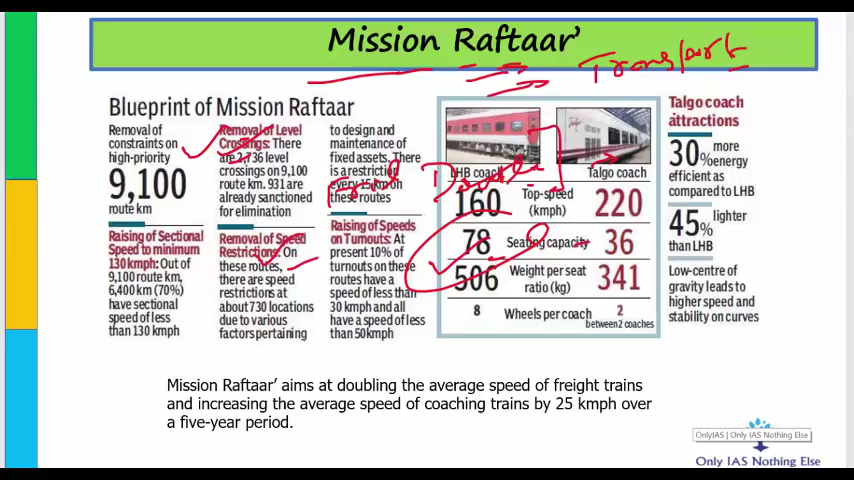 Mission Raftaar’
Transport
Blueprint of Mission Raftaar
Removal of
constraints on
high-priority
9,100
route km
Raising of Sectional
Speed to minimum
130kmph: Out of
9,100 route km,
6,400 km (70%)
have sectional
speed of less
than 130 kmph
Removal of Level
Crossings: There
are 2,736 level
crossings on 9,100
route km. 931 are
already sanctioned
for elimination
Removal of Speed
Restrictions: On
these routes,
there are speed
restrictions at
about 730 locations
due to various
factors pertaining
to design and
maintenance of
fixed assets. There
is a restriction
every 15km on
these routes
Raising of Speeds
on Turnouts: At
present 10% of
turnouts on these
routes have a
speed of less than
30 kmph and all
have a speed of less
than 50kmph
LHB coach
Talgo coach
160 Top-speed (kmph) 220
78 Seating capacity 36
506 Weight per seat ratio (kg) 341
8 Wheels per coach 2
between 2 coaches
Talgo coach
attractions
30% more
energy
efficient as
compared to LHB
45% lighter
than LHB
Low-centre of
gravity leads to
higher speed and
stability on curves
Mission Raftaar’ aims at doubling the average speed of freight trains
and increasing the average speed of coaching trains by 25 kmph over
a five-year period.
OnlyIAS | Only IAS Nothing Else
Only IAS Nothing Else